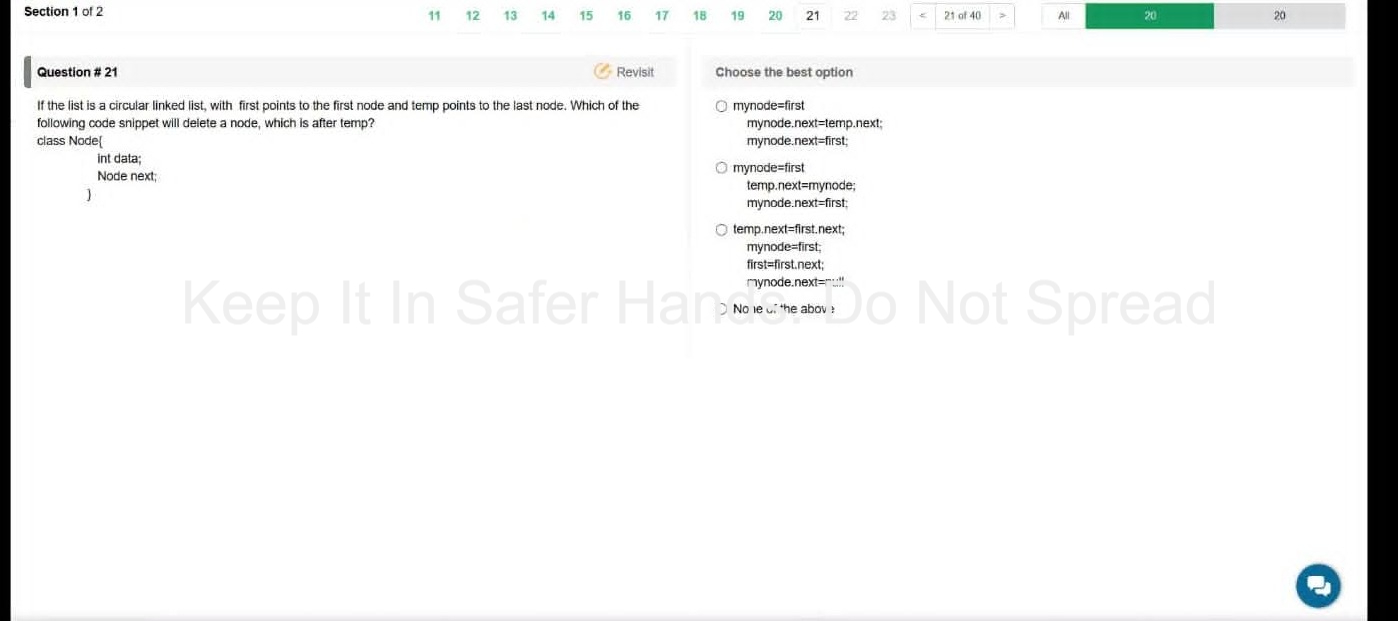 Section 1 of 2
11 12 13 14 15 16 17 18 19 20 21 22 23 < 21 of 40 > All 20 20
Question # 21
Revisit
If the list is a circular linked list, with first points to the first node and temp points to the last node. Which of the
following code snippet will delete a node, which is after temp?
class Node{
int data;
Node next;
}
Choose the best option
mynode=first
mynode.next=temp.next;
mynode.next=first;
mynode=first
temp.next=mynode;
mynode.next=first;
temp.next=first.next;
mynode=first;
first=first.next;
mynode.next=null
None of the above
Keep It In Safer Hands. Do Not Spread